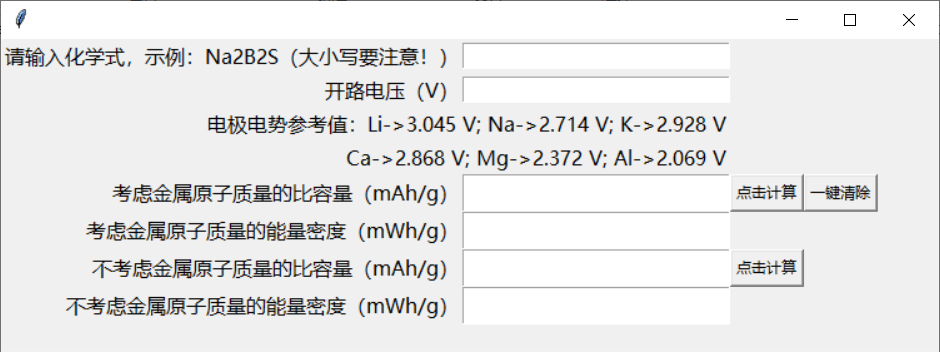 请输入化学式，示例：Na2B2S（大小写要注意！）
开路电压（V）
电极电势参考值：Li->3.045 V; Na->2.714 V; K->2.928 V
Ca->2.868 V; Mg->2.372 V; Al->2.069 V
考虑金属原子质量的比容量（mAh/g） 点击计算 一键清除
考虑金属原子质量的能量密度（mWh/g）
不考虑金属原子质量的比容量（mAh/g） 点击计算
不考虑金属原子质量的能量密度（mWh/g）